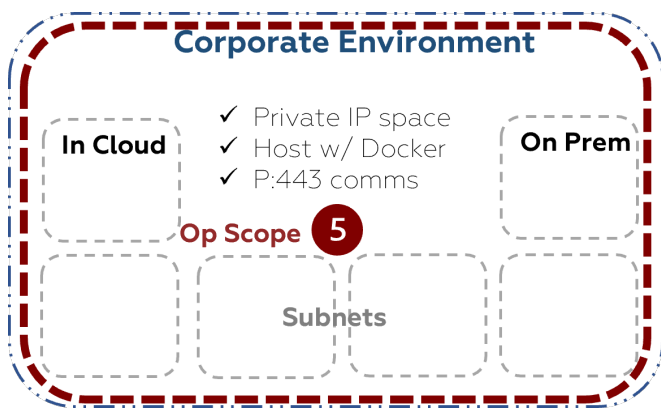 Corporate Environment
✓ Private IP space
✓ Host w/ Docker
✓ P:443 comms
In Cloud
On Prem
Op Scope 5
Subnets